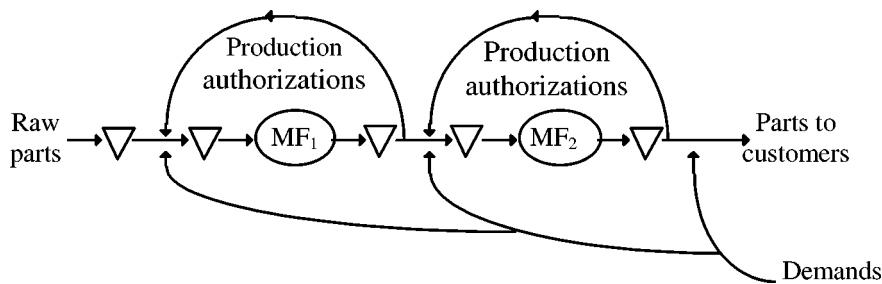 Production
authorizations
Production
authorizations
Raw
parts
MF₁
MF₂
Parts to
customers
Demands